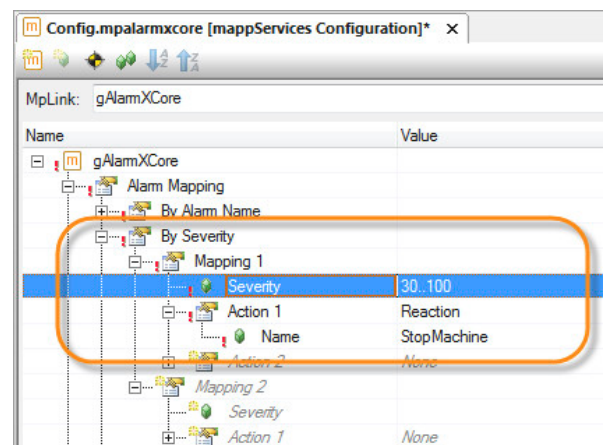 m Config.mpalarmxcore [mappServices Configuration]* x
MpLink: gAlarmXCore
Name Value
m gAlarmXCore
Alarm Mapping
By Alarm Name
By Severity
Mapping 1
Severity 30..100
Action 1 Reaction
Name StopMachine
Action 2 None
Mapping 2
Severity
Action 1 None